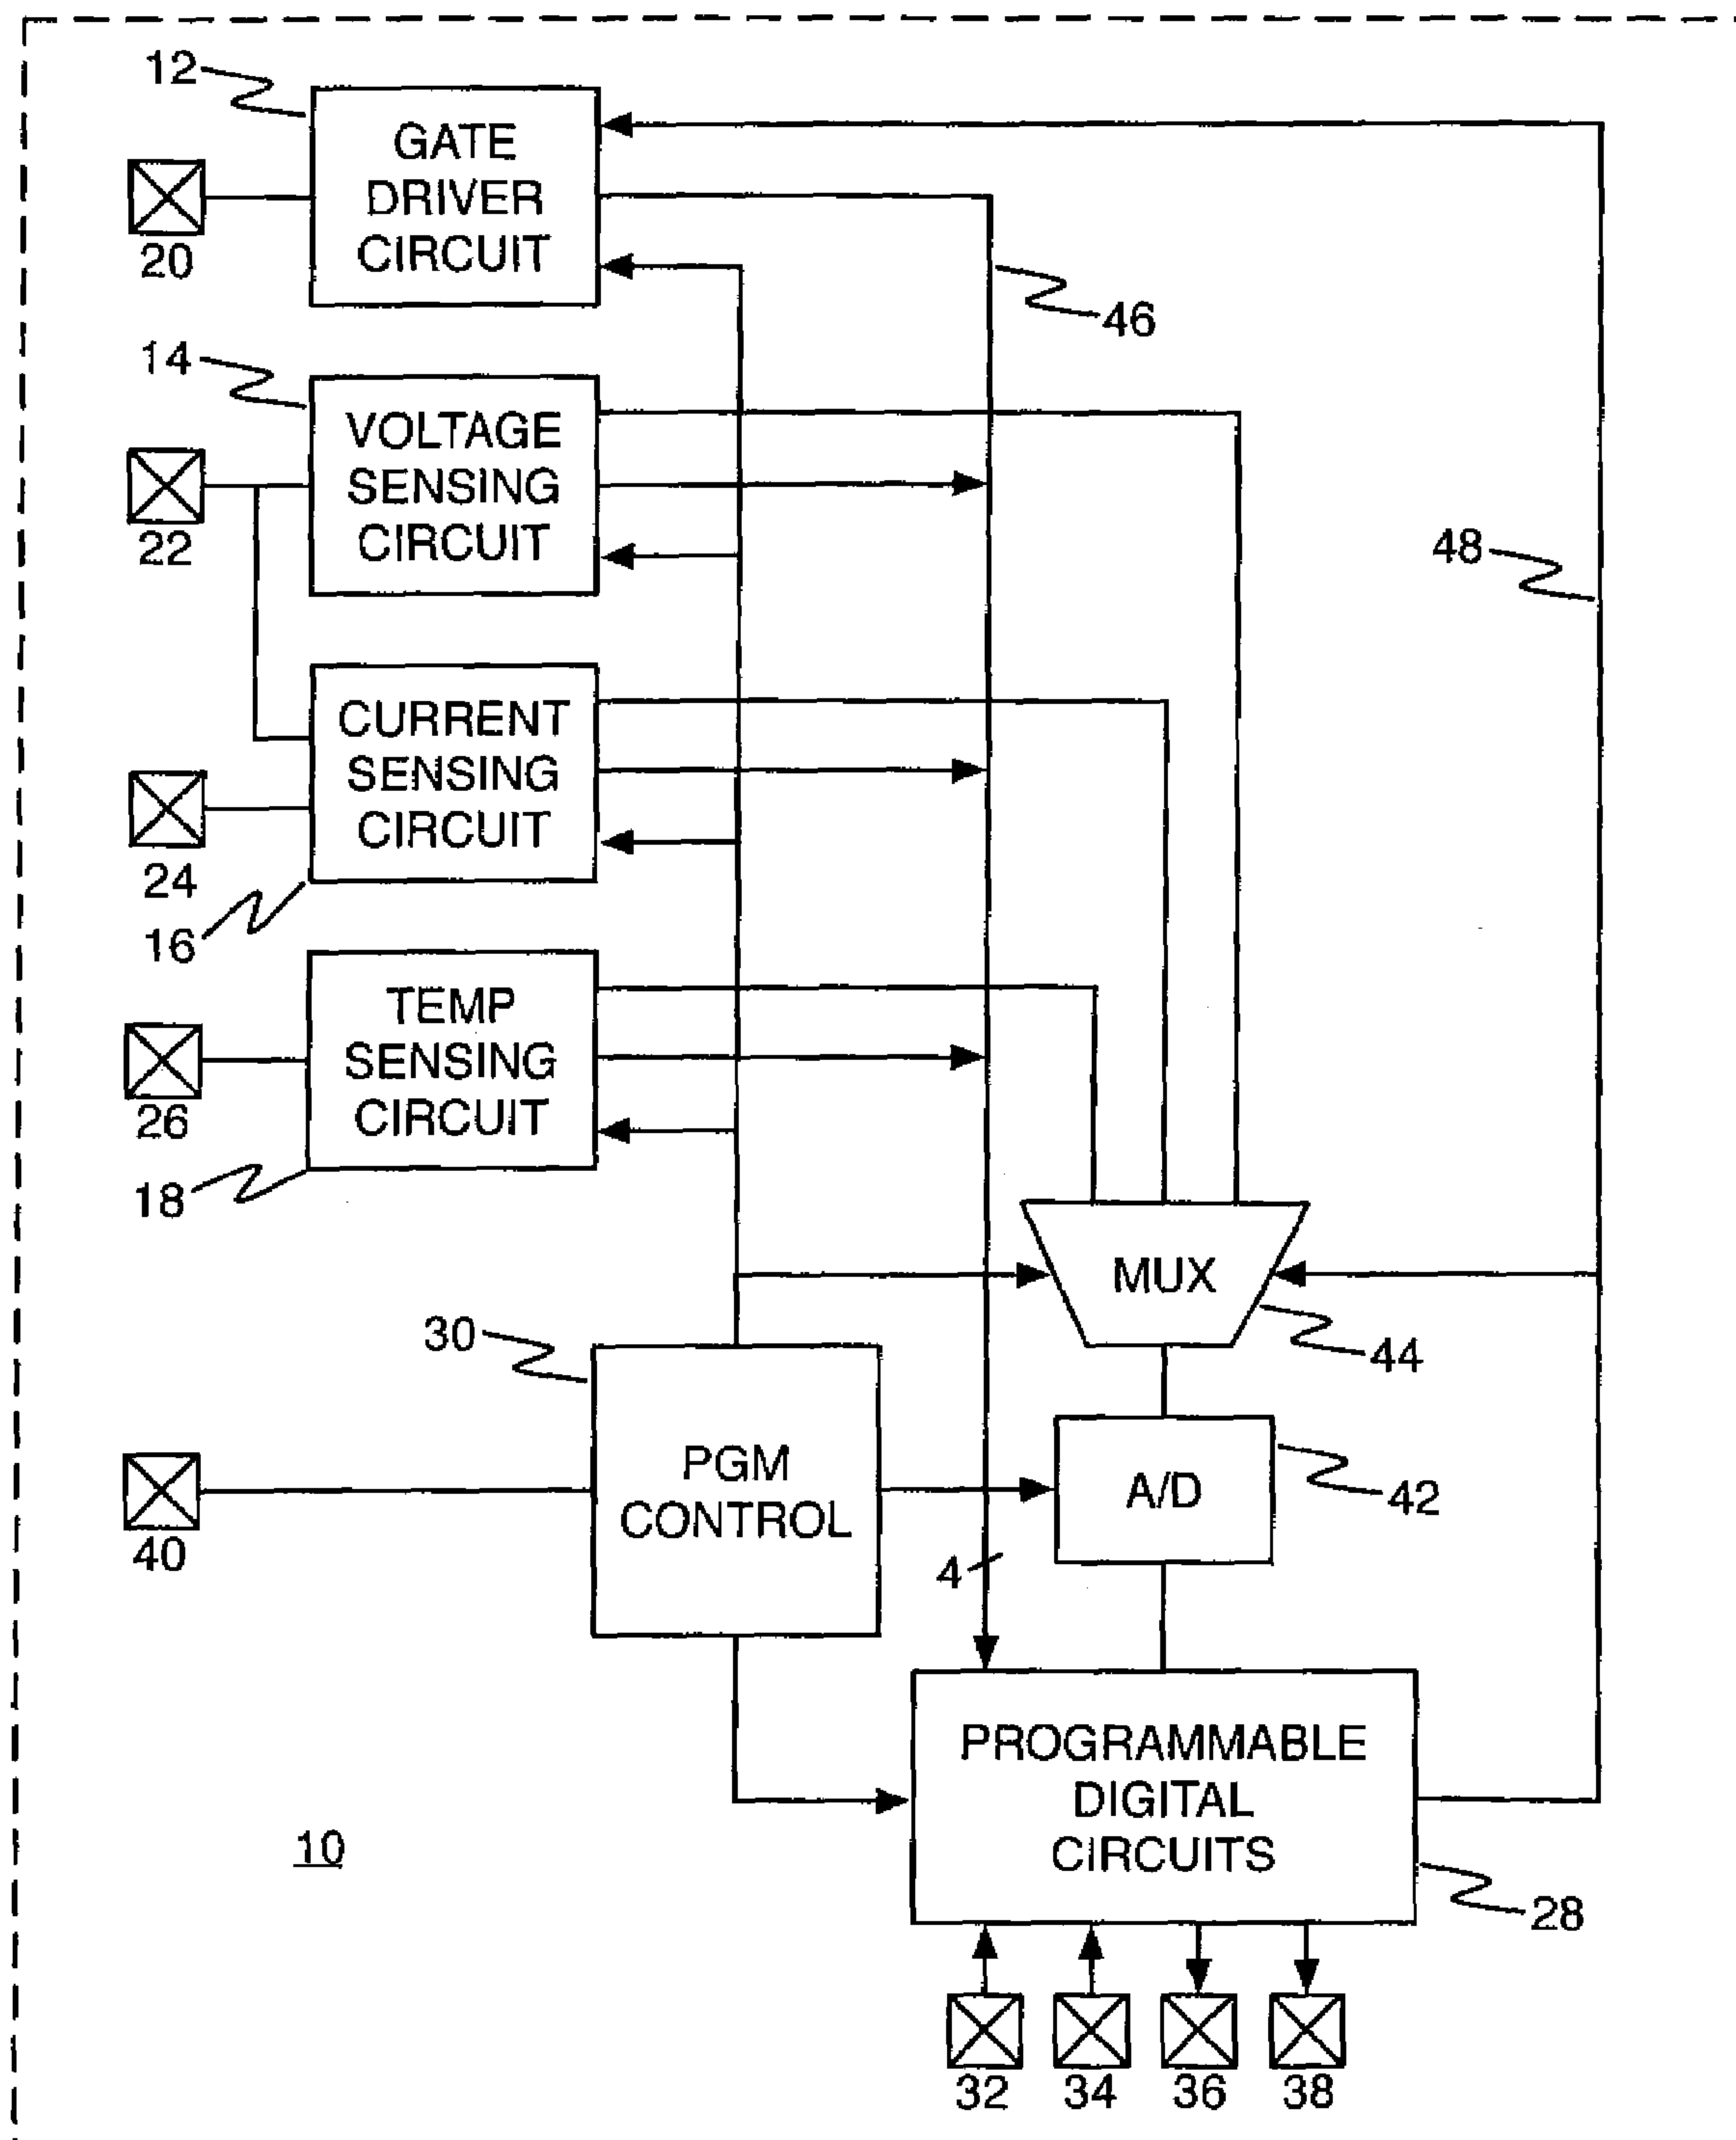 12
GATE
DRIVER
CIRCUIT
20
46
14
VOLTAGE
SENSING
CIRCUIT
22
48
CURRENT
SENSING
CIRCUIT
24
16
TEMP
SENSING
CIRCUIT
26
18
MUX
30
44
PGM
CONTROL
A/D
42
40
4
PROGRAMMABLE
DIGITAL
CIRCUITS
10
28
32
34
36
38